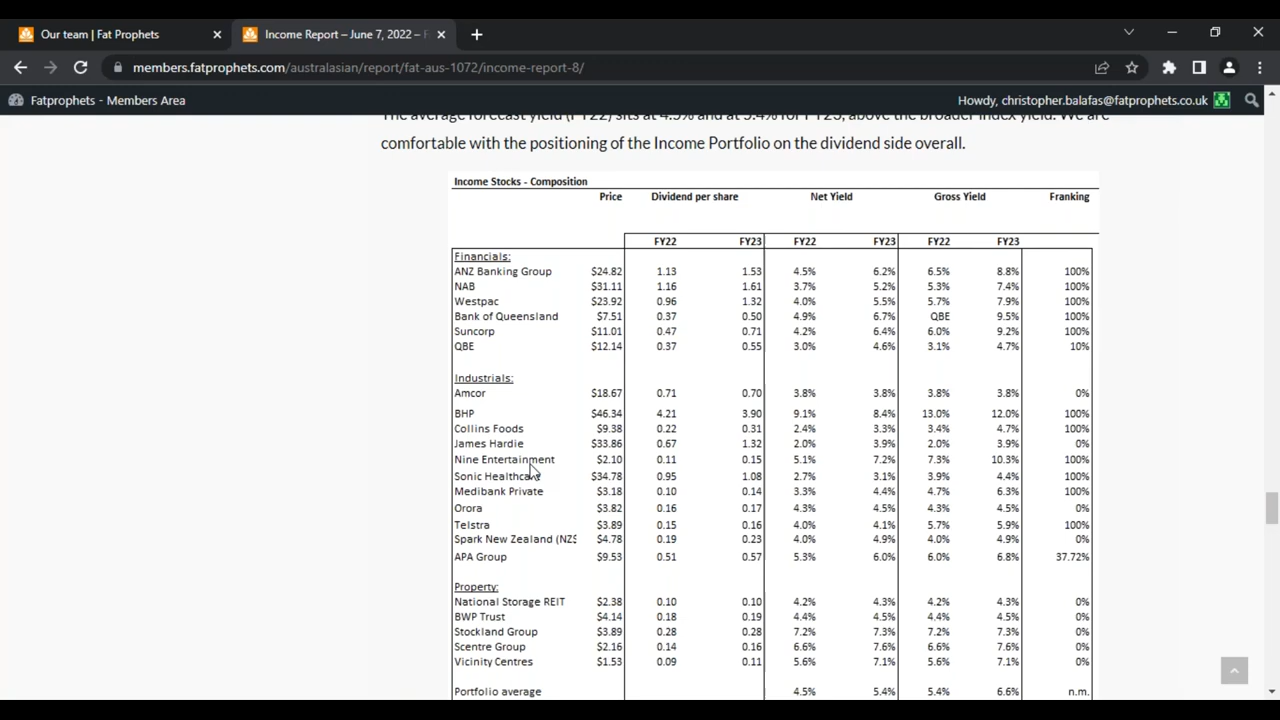 Our team | Fat Prophets
Income Report – June 7, 2022 – F
members.fatprophets.com/australasian/report/fat-aus-1072/income-report-8/
Fatprophets - Members Area
Howdy, christopher.balafas@fatprophets.co.uk
The average forecast yield (FY22) sits at 4.5% and at 5.4% for FY23, above the broader index yield. We are
comfortable with the positioning of the Income Portfolio on the dividend side overall.
Income Stocks - Composition
Price Dividend per share Net Yield Gross Yield Franking
FY22 FY23 FY22 FY23 FY22 FY23
Financials:
ANZ Banking Group $24.82 1.13 1.53 4.5% 6.2% 6.5% 8.8% 100%
NAB $31.11 1.16 1.61 3.7% 5.2% 5.3% 7.4% 100%
Westpac $23.92 0.96 1.32 4.0% 5.5% 5.7% 7.9% 100%
Bank of Queensland $7.51 0.37 0.50 4.9% 6.7% QBE 9.5% 100%
Suncorp $11.01 0.47 0.71 4.2% 6.4% 6.0% 9.2% 100%
QBE $12.14 0.37 0.55 3.0% 4.6% 3.1% 4.7% 10%
Industrials:
Amcor $18.67 0.71 0.70 3.8% 3.8% 3.8% 3.8% 0%
BHP $46.34 4.21 3.90 9.1% 8.4% 13.0% 12.0% 100%
Collins Foods $9.38 0.22 0.31 2.4% 3.3% 3.4% 4.7% 100%
James Hardie $33.86 0.67 1.32 2.0% 3.9% 2.0% 3.9% 0%
Nine Entertainment $2.10 0.11 0.15 5.1% 7.2% 7.3% 10.3% 100%
Sonic Healthcare $34.78 0.95 1.08 2.7% 3.1% 3.9% 4.4% 100%
Medibank Private $3.18 0.10 0.14 3.3% 4.4% 4.7% 6.3% 100%
Orora $3.82 0.16 0.17 4.3% 4.5% 4.3% 4.5% 0%
Telstra $3.89 0.15 0.16 4.0% 4.1% 5.7% 5.9% 100%
Spark New Zealand (NZ$ $4.78 0.19 0.23 4.0% 4.9% 4.0% 4.9% 0%
APA Group $9.53 0.51 0.57 5.3% 6.0% 6.0% 6.8% 37.72%
Property:
National Storage REIT $2.38 0.10 0.10 4.2% 4.3% 4.2% 4.3% 0%
BWP Trust $4.14 0.18 0.19 4.4% 4.5% 4.4% 4.5% 0%
Stockland Group $3.89 0.28 0.28 7.2% 7.3% 7.2% 7.3% 0%
Scentre Group $2.16 0.14 0.16 6.6% 7.6% 6.6% 7.6% 0%
Vicinity Centres $1.53 0.09 0.11 5.6% 7.1% 5.6% 7.1% 0%
Portfolio average 4.5% 5.4% 5.4% 6.6% n.m.